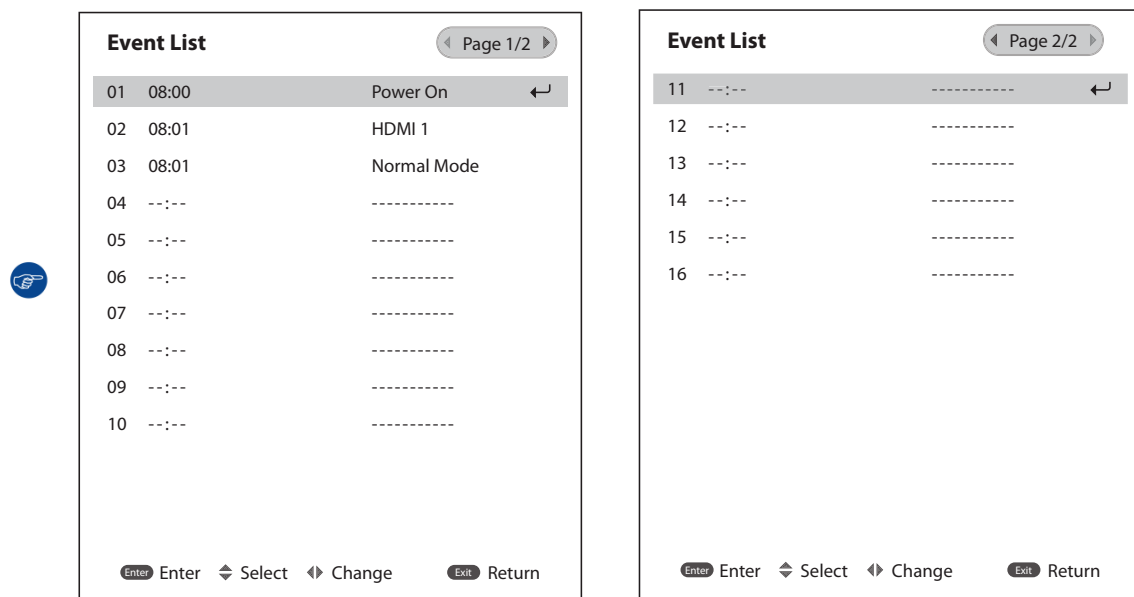 Event List
Page 1/2
01 08:00 Power On
02 08:01 HDMI 1
03 08:01 Normal Mode
04 --:-- -----------
05 --:-- -----------
06 --:-- -----------
07 --:-- -----------
08 --:-- -----------
09 --:-- -----------
10 --:-- -----------
Enter Enter Select Change Exit Return
Event List
Page 2/2
11 --:-- -----------
12 --:-- -----------
13 --:-- -----------
14 --:-- -----------
15 --:-- -----------
16 --:-- -----------
Enter Enter Select Change Exit Return